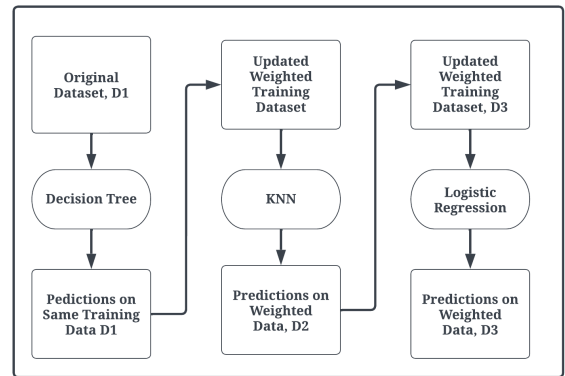 Original
Dataset, D1
Decision Tree
Pedictions on
Same Training
Data D1
Updated
Weighted
Training
Dataset
KNN
Predictions on
Weighted
Data, D2
Updated
Weighted
Training
Dataset, D3
Logistic
Regression
Predictions on
Weighted
Data, D3